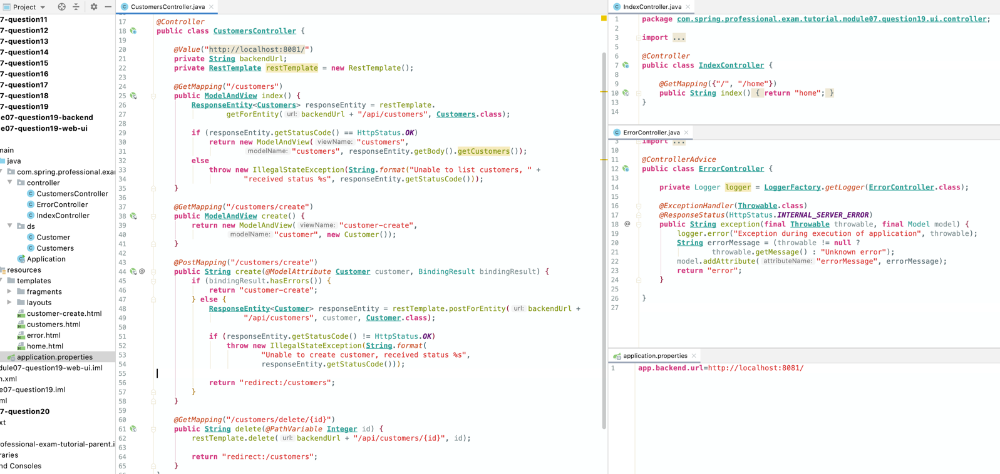 Project
7-question11
7-question12
7-question13
7-question14
7-question15
7-question16
7-question17
7-question18
7-question19
e07-question19-backend
e07-question19-web-ui
main
java
com.spring.professional.exa
controller
CustomersController
ErrorController
IndexController
ds
Customer
Customers
Application
resources
templates
fragments
layouts
customer-create.html
customers.html
error.html
home.html
application.properties
dule07-question19-web-ui.iml
n.xml
e07-question19.iml
ml
7-question20
xt
rofessional-exam-tutorial-parent.i
raries
nd Consoles
CustomersController.java
17 @Controller
18 public class CustomersController {
19
20 @Value("http://localhost:8081/")
21 private String backendUrl;
22 private RestTemplate restTemplate = new RestTemplate();
23
24 @GetMapping("/customers")
25 public ModelAndView index() {
26 ResponseEntity<Customers> responseEntity = restTemplate.
27 getForEntity( url: backendUrl + "/api/customers", Customers.class);
28
29 if (responseEntity.getStatusCode() == HttpStatus.OK)
30 return new ModelAndView( viewName: "customers",
31 modelName: "customers", responseEntity.getBody().getCustomers());
32 else
33 throw new IllegalStateException(String.format("Unable to list customers, " +
34 "received status %s", responseEntity.getStatusCode()));
35 }
36
37 @GetMapping("/customers/create")
38 public ModelAndView create() {
39 return new ModelAndView( viewName: "customer-create",
40 modelName: "customer", new Customer());
41 }
42
43 @PostMapping("/customers/create")
44 @ public String create(@ModelAttribute Customer customer, BindingResult bindingResult) {
45 if (bindingResult.hasErrors()) {
46 return "customer-create";
47 } else {
48 ResponseEntity<Customer> responseEntity = restTemplate.postForEntity( url: backendUrl +
49 "/api/customers", customer, Customer.class);
50
51 if (responseEntity.getStatusCode() != HttpStatus.OK)
52 throw new IllegalStateException(String.format(
53 "Unable to create customer, received status %s",
54 responseEntity.getStatusCode()));
55
56 return "redirect:/customers";
57 }
58 }
59
60 @GetMapping("/customers/delete/{id}")
61 public String delete(@PathVariable Integer id) {
62 restTemplate.delete( url: backendUrl + "/api/customers/{id}", id);
63
64 return "redirect:/customers";
65 }
IndexController.java
1 package com.spring.professional.exam.tutorial.module07.question19.ui.controller;
2
3 import ...
5
6 @Controller
7 public class IndexController {
8
9 @GetMapping({"/", "/home"})
10 public String index() { return "home"; }
13 }
14
ErrorController.java
3 import ...
10
11 @ControllerAdvice
12 public class ErrorController {
13
14 private Logger logger = LoggerFactory.getLogger(ErrorController.class);
15
16 @ExceptionHandler(Throwable.class)
17 @ResponseStatus(HttpStatus.INTERNAL_SERVER_ERROR)
18 @ public String exception(final Throwable throwable, final Model model) {
19 logger.error("Exception during execution of application", throwable);
20 String errorMessage = (throwable != null ?
21 throwable.getMessage() : "Unknown error");
22 model.addAttribute( attributeName: "errorMessage", errorMessage);
23 return "error";
24 }
25
26 }
27
application.properties
1 app.backend.url=http://localhost:8081/